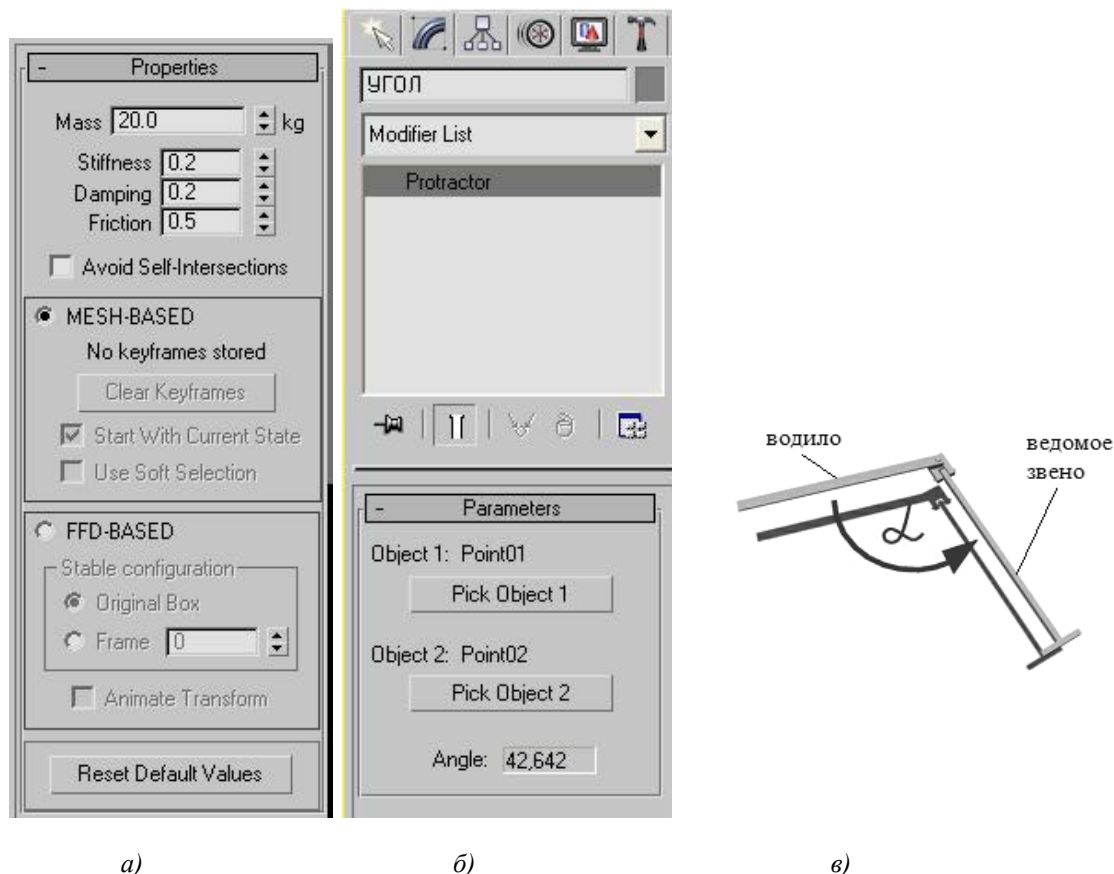 - Properties
Mass 20.0 kg
Stiffness 0.2
Damping 0.2
Friction 0.5
Avoid Self-Intersections
MESH-BASED
No keyframes stored
Clear Keyframes
Start With Current State
Use Soft Selection
FFD-BASED
Stable configuration
Original Box
Frame 0
Animate Transform
Reset Default Values
УГОЛ
Modifier List
Protractor
- Parameters
Object 1: Point01
Pick Object 1
Object 2: Point02
Pick Object 2
Angle: 42,642
водило
ведомое
звено
α
а)
б)
в)